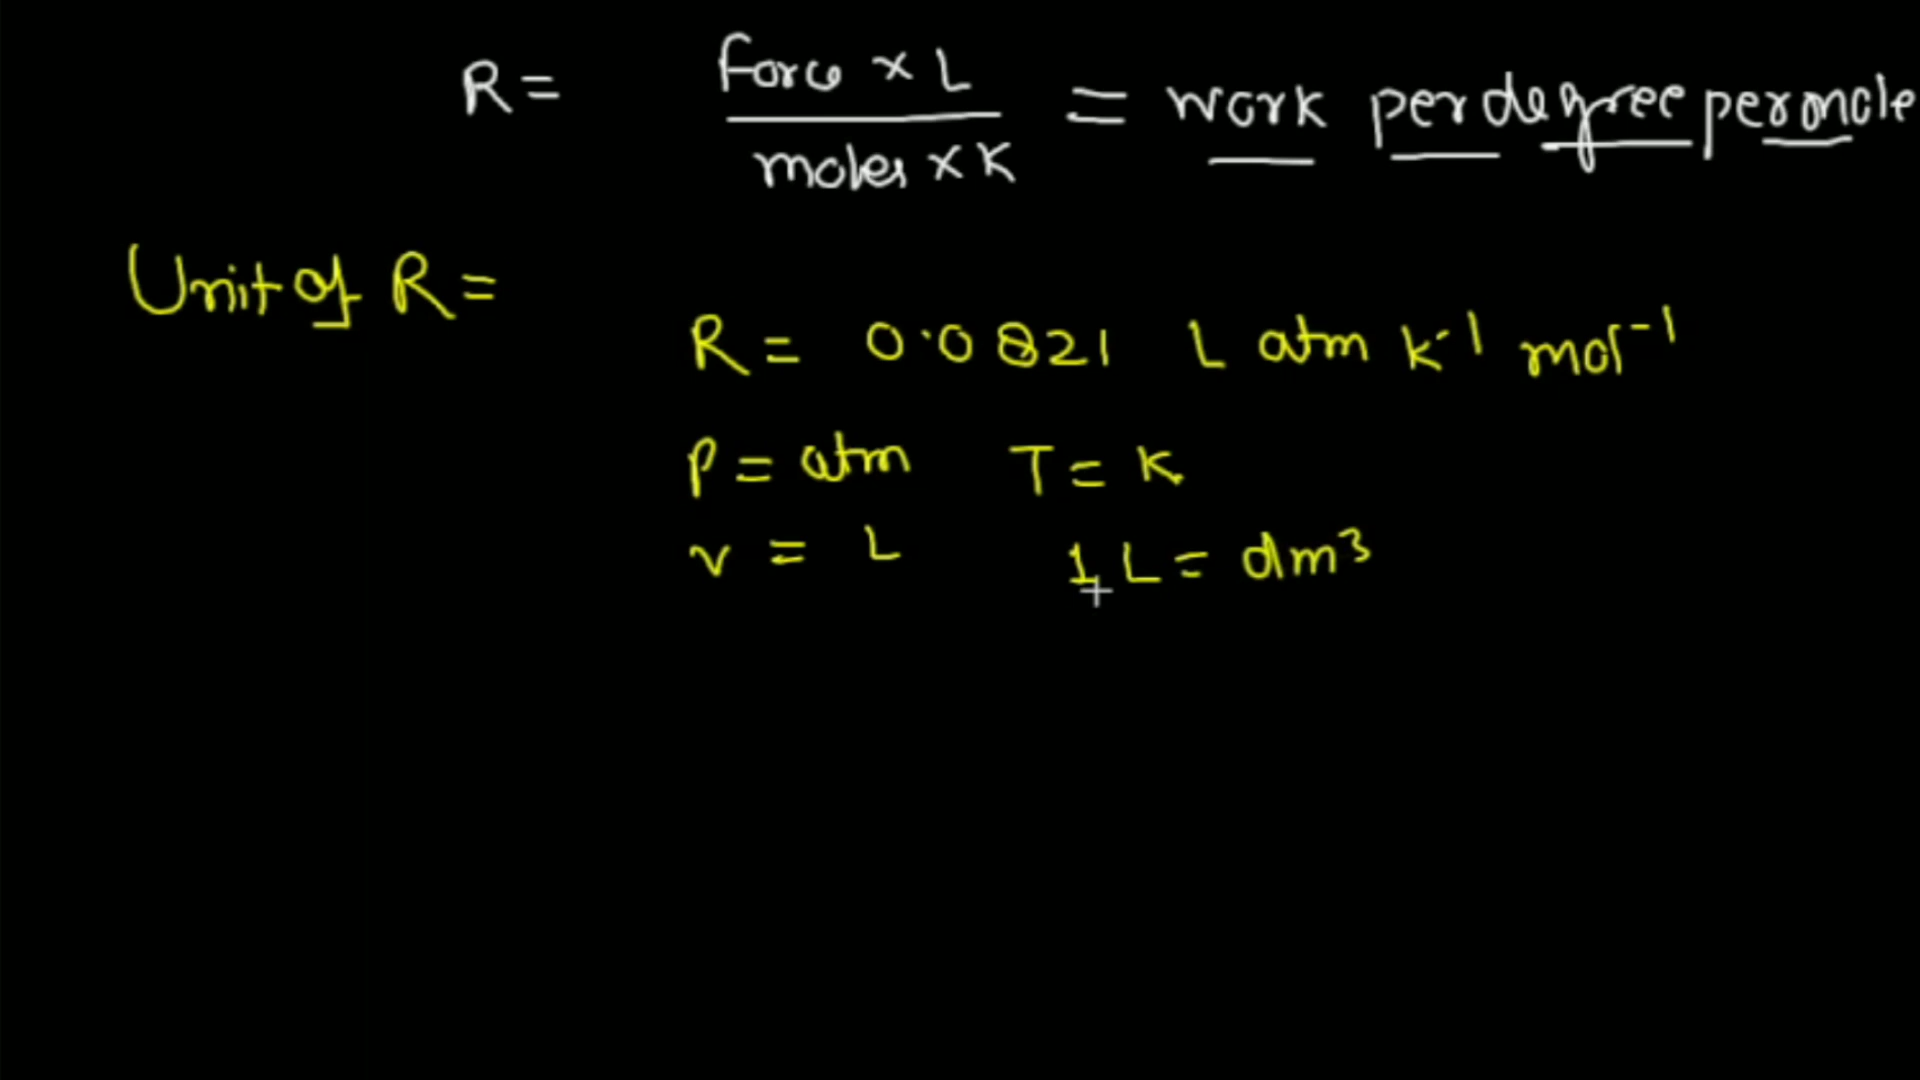 R = force × L / moles × K = work per degree per mole
Unit of R =
R = 0.0821 L atm k⁻¹ mol⁻¹
P = atm T = K
v = L 1 L = dm³